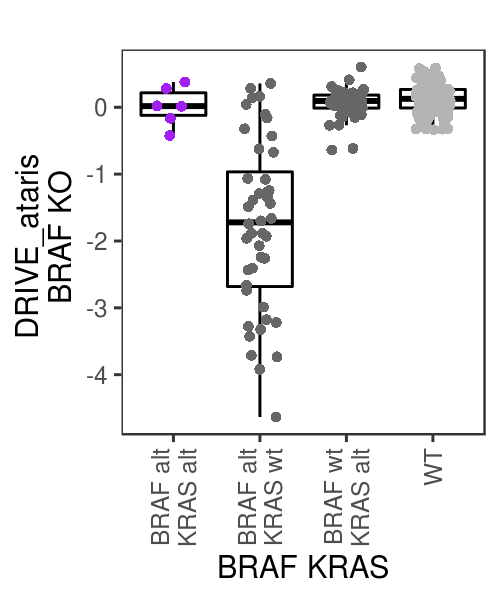 DRIVE_ataris
BRAF KO
0
-1
-2
-3
-4
BRAF alt
KRAS alt
BRAF alt
KRAS wt
BRAF wt
KRAS alt
WT
BRAF KRAS